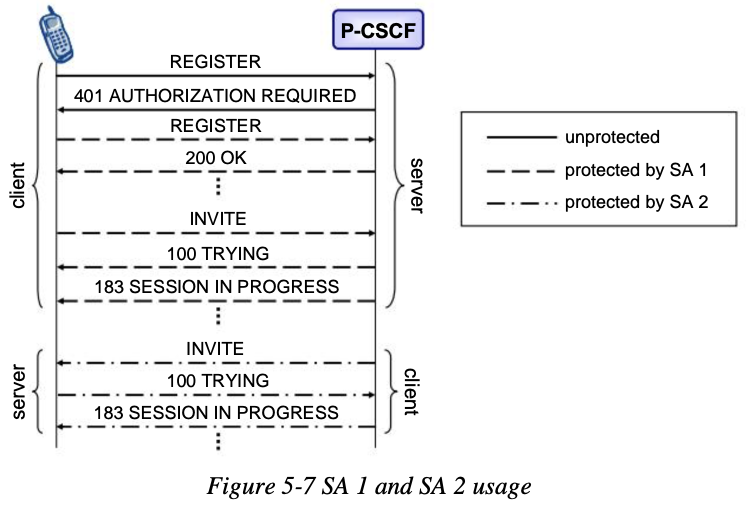 P-CSCF
REGISTER
401 AUTHORIZATION REQUIRED
REGISTER
200 OK
INVITE
100 TRYING
183 SESSION IN PROGRESS
client
server
INVITE
100 TRYING
183 SESSION IN PROGRESS
server
client
unprotected
protected by SA 1
protected by SA 2
Figure 5-7 SA 1 and SA 2 usage